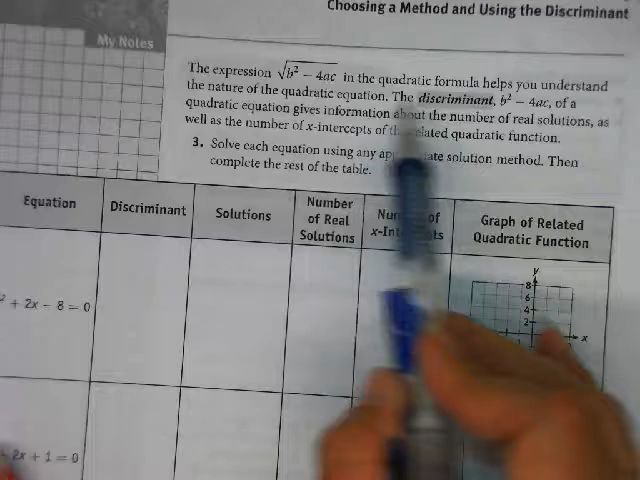 Choosing a Method and Using the Discriminant
My Notes
The expression √b² − 4ac in the quadratic formula helps you understand
the nature of the quadratic equation. The discriminant, b² − 4ac, of a
quadratic equation gives information about the number of real solutions, as
well as the number of x-intercepts of related quadratic function.
3. Solve each equation using any solution method. Then
complete the rest of the table.
Equation
Discriminant
Solutions
Number
of Real
Solutions
of
Graph of Related
Quadratic Function
² + 2x − 8 = 0
y
8
6
4
2
x
2x + 1 = 0